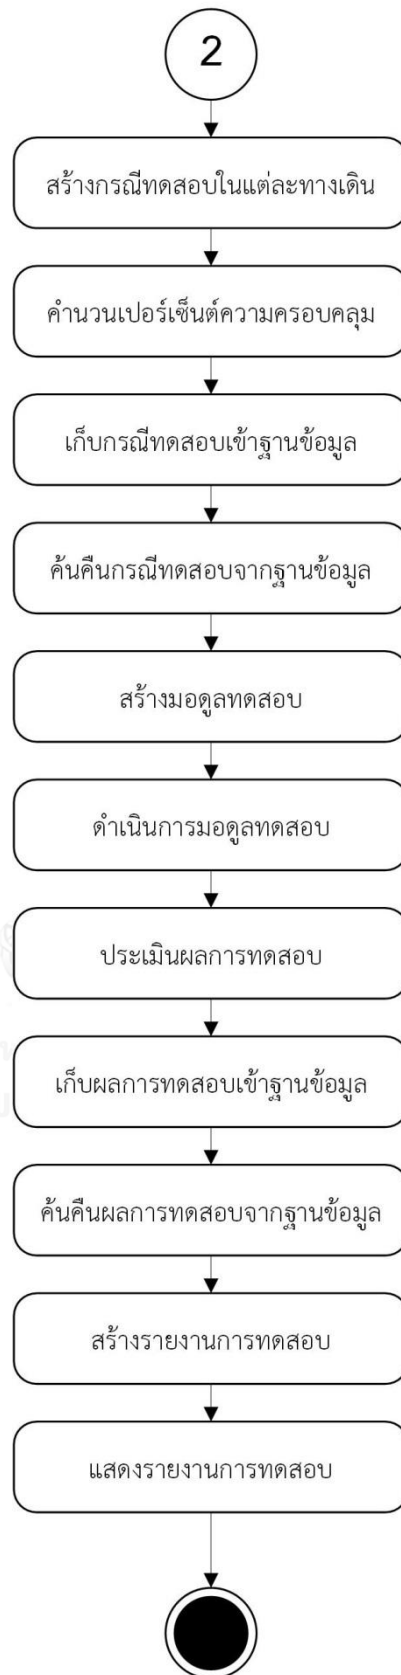 2
สร้างกรณีทดสอบในแต่ละทางเดิน
คำนวนเปอร์เซ็นต์ความครอบคลุม
เก็บกรณีทดสอบเข้าฐานข้อมูล
ค้นคืนกรณีทดสอบจากฐานข้อมูล
สร้างมอดูลทดสอบ
ดำเนินการมอดูลทดสอบ
ประเมินผลการทดสอบ
เก็บผลการทดสอบเข้าฐานข้อมูล
ค้นคืนผลการทดสอบจากฐานข้อมูล
สร้างรายงานการทดสอบ
แสดงรายงานการทดสอบ